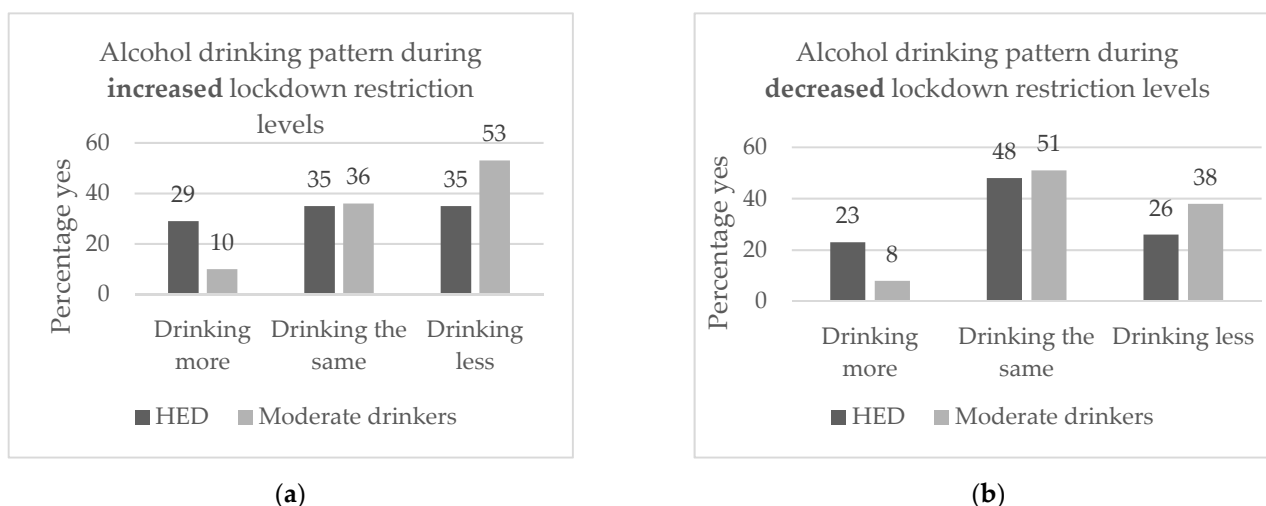 Alcohol drinking pattern during
increased lockdown restriction
levels
Percentage yes
60
40
20
0
29
10
35
36
35
53
Drinking more
Drinking the same
Drinking less
HED
Moderate drinkers
(a)
Alcohol drinking pattern during
decreased lockdown restriction levels
Percentage yes
60
40
20
0
23
8
48
51
26
38
Drinking more
Drinking the same
Drinking less
HED
Moderate drinkers
(b)